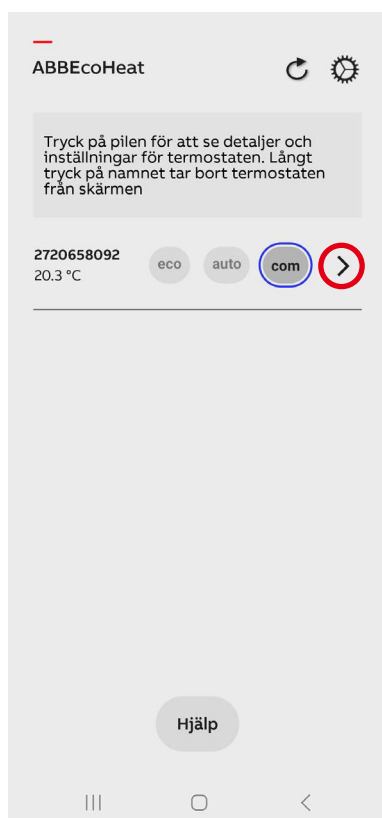 ABBEcoHeat
Tryck på pilen för att se detaljer och
inställningar för termostaten. Långt
tryck på namnet tar bort termostaten
från skärmen
2720658092 eco auto com
20.3 °C
Hjälp